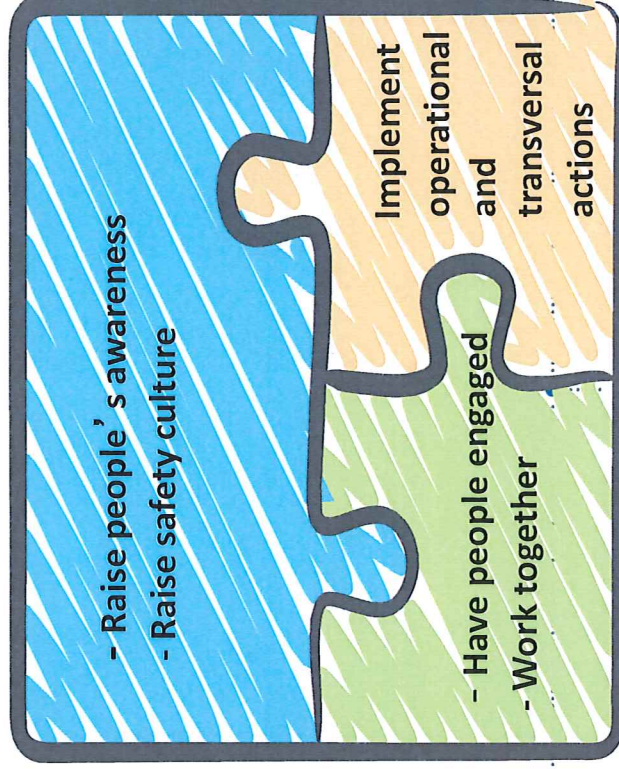 - Raise people’ s awareness
- Raise safety culture
- Have people engaged
- Work together
Implement
operational
and
transversal
actions